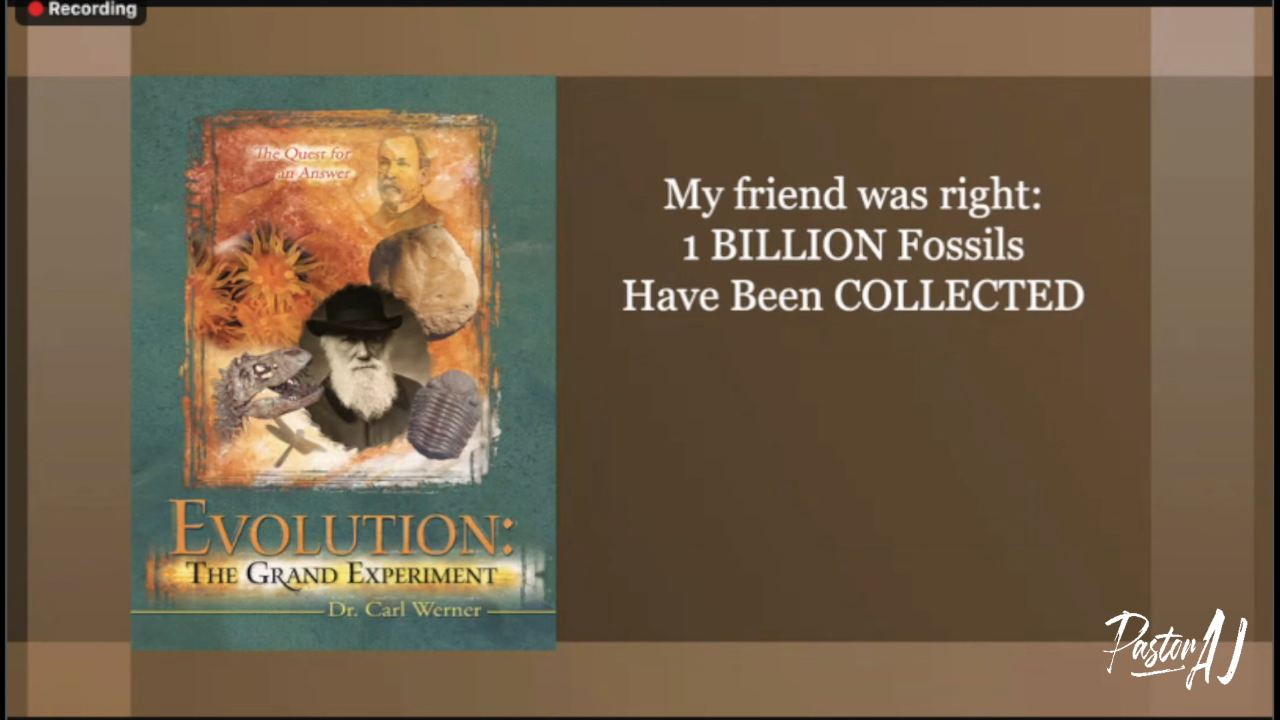 Recording
The Quest for
an Answer
EVOLUTION:
THE GRAND EXPERIMENT
Dr. Carl Werner
My friend was right:
1 BILLION Fossils
Have Been COLLECTED
Pastor AJ